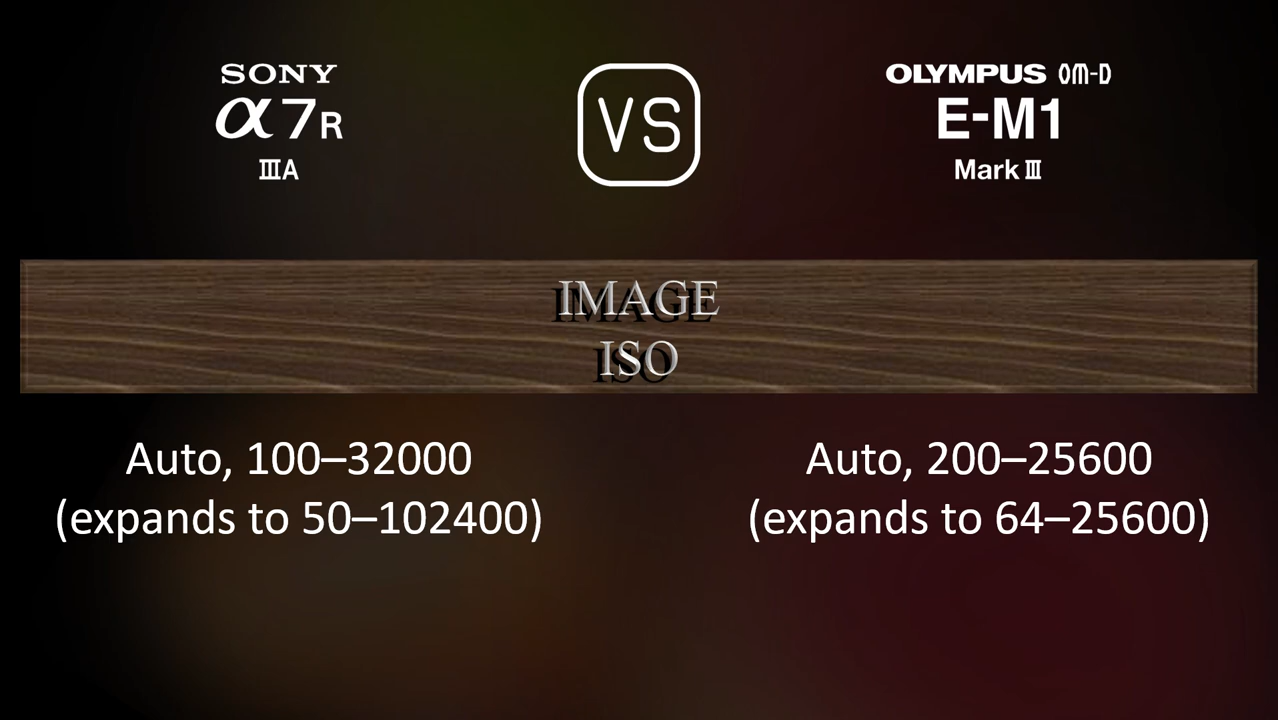 SONY
α7R
IIIA
VS
OLYMPUS OM-D
E-M1
Mark III
IMAGE
ISO
Auto, 100–32000
(expands to 50–102400)
Auto, 200–25600
(expands to 64–25600)